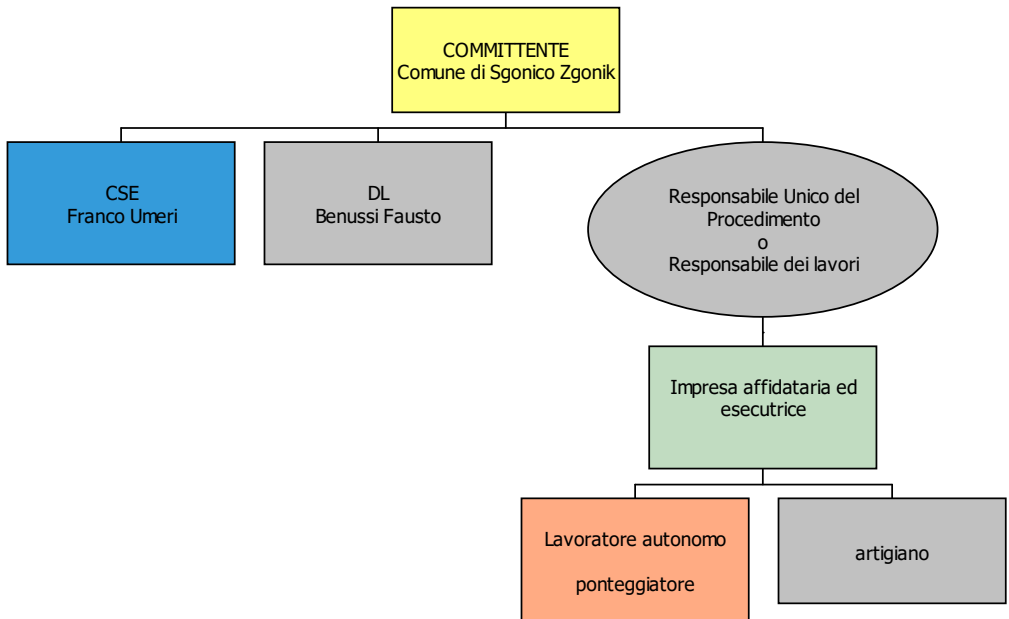 COMMITTENTE
Comune di Sgonico Zgonik
CSE
Franco Umeri
DL
Benussi Fausto
Responsabile Unico del
Procedimento
o
Responsabile dei lavori
Impresa affidataria ed
esecutrice
Lavoratore autonomo
ponteggiatore
artigiano